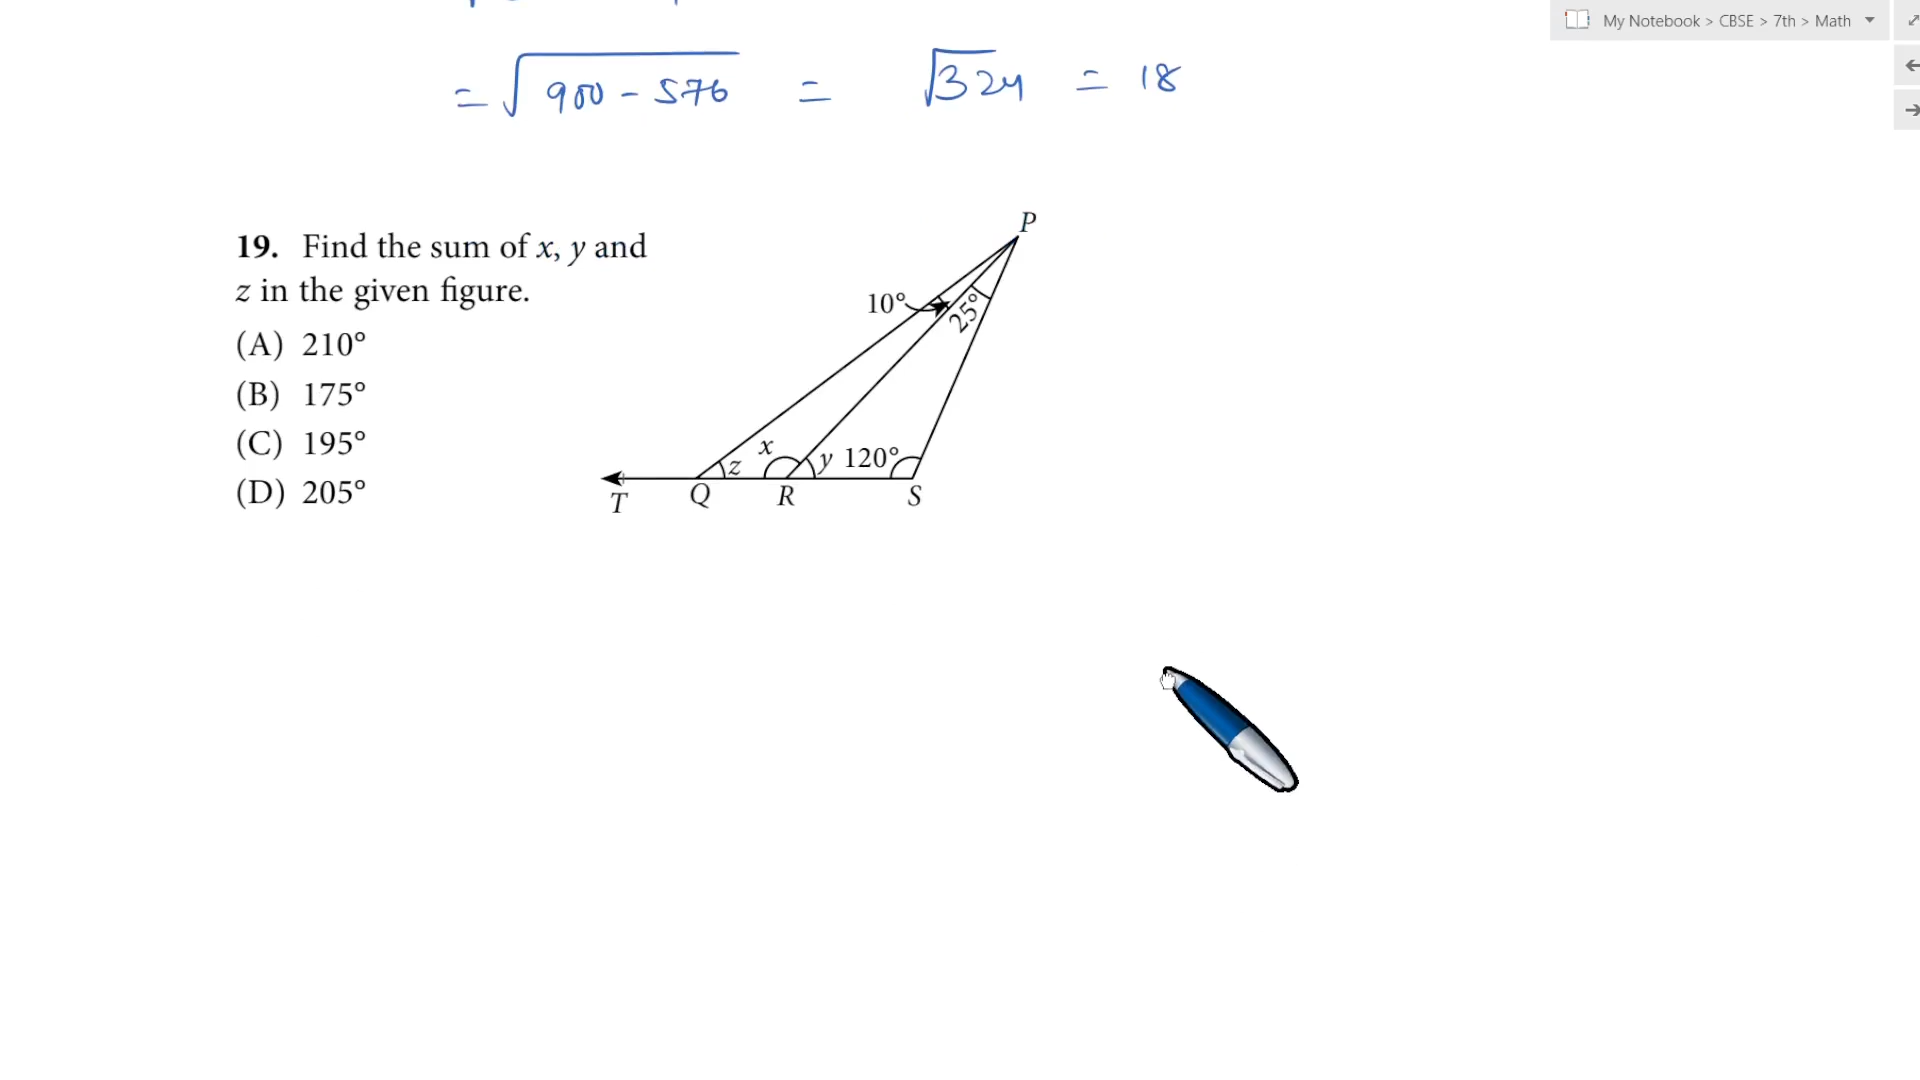 My Notebook > CBSE > 7th > Math
= √900 - 576 = √324 = 18
19. Find the sum of x, y and
z in the given figure.
(A) 210°
(B) 175°
(C) 195°
(D) 205°
P
10°
25°
x
z
y
120°
T
Q
R
S